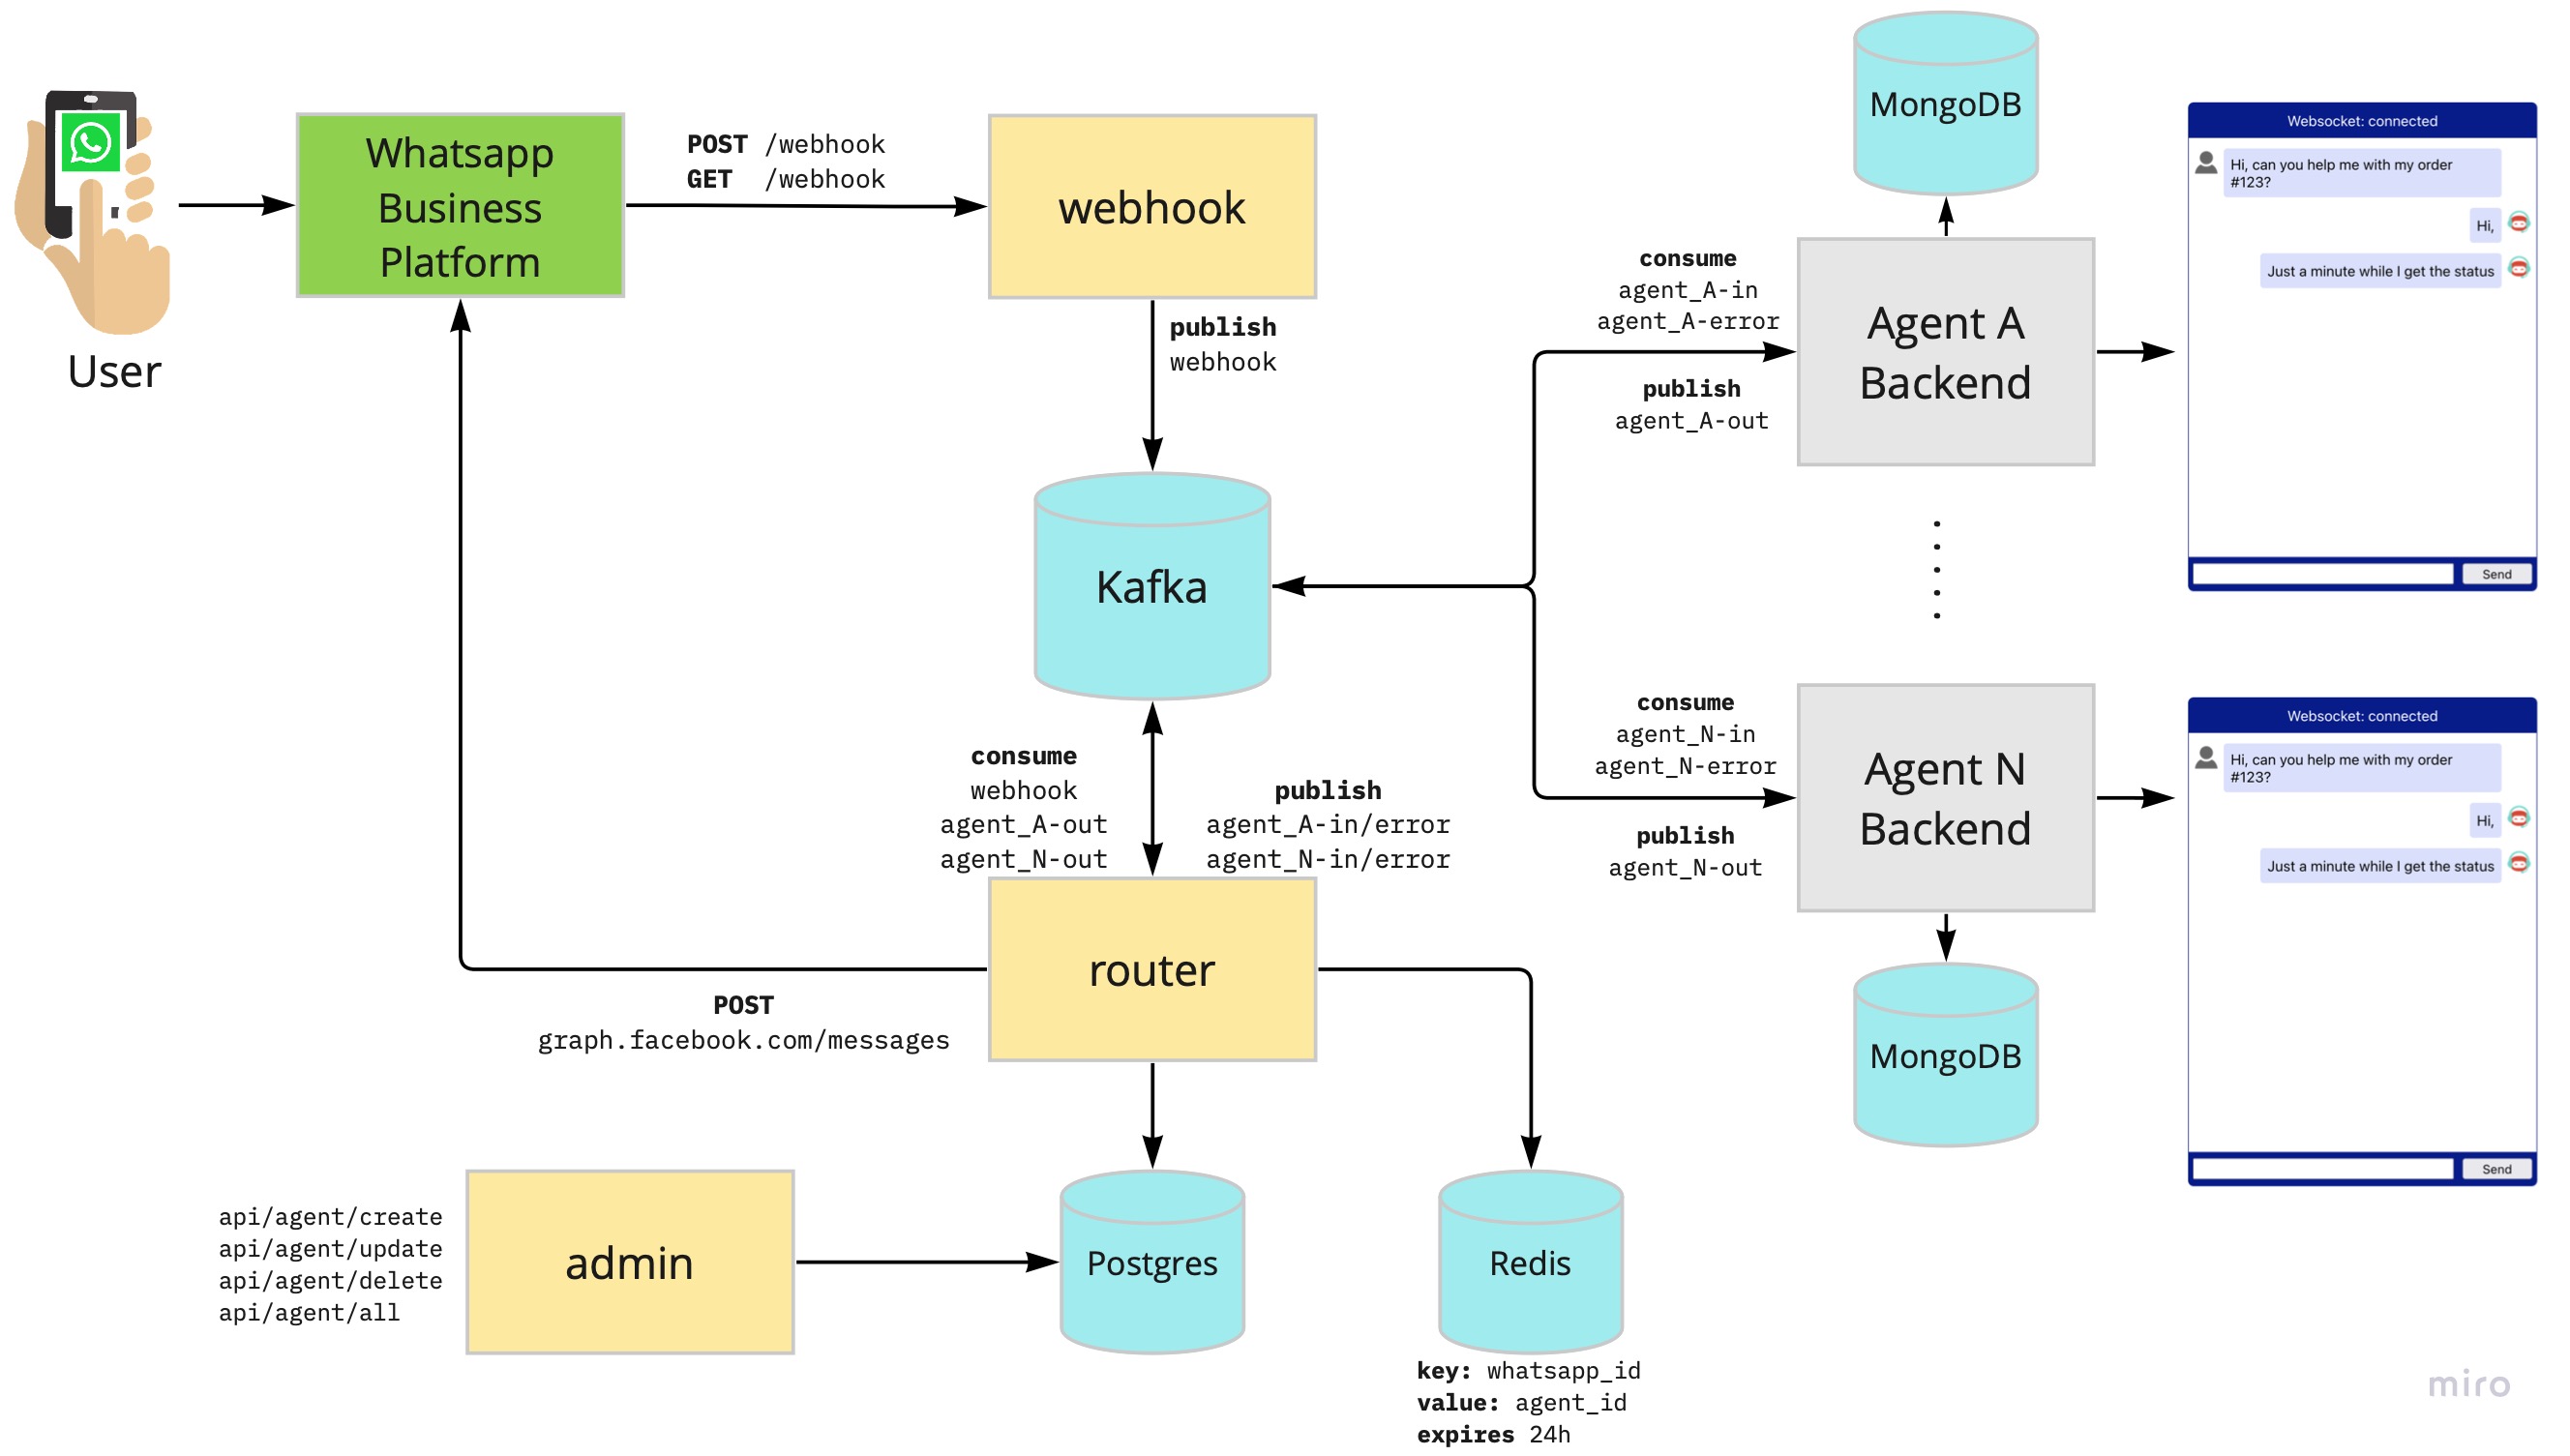 User
Whatsapp
Business
Platform
POST /webhook
GET /webhook
webhook
publish
webhook
Kafka
consume
webhook
agent_A-out
agent_N-out
publish
agent_A-in/error
agent_N-in/error
router
POST
graph.facebook.com/messages
api/agent/create
api/agent/update
api/agent/delete
api/agent/all
admin
Postgres
Redis
key: whatsapp_id
value: agent_id
expires 24h
MongoDB
consume
agent_A-in
agent_A-error
publish
agent_A-out
Agent A
Backend
Websocket: connected
Hi, can you help me with my order
#123?
Hi,
Just a minute while I get the status
Send
consume
agent_N-in
agent_N-error
publish
agent_N-out
Agent N
Backend
MongoDB
Websocket: connected
Hi, can you help me with my order
#123?
Hi,
Just a minute while I get the status
Send
miro